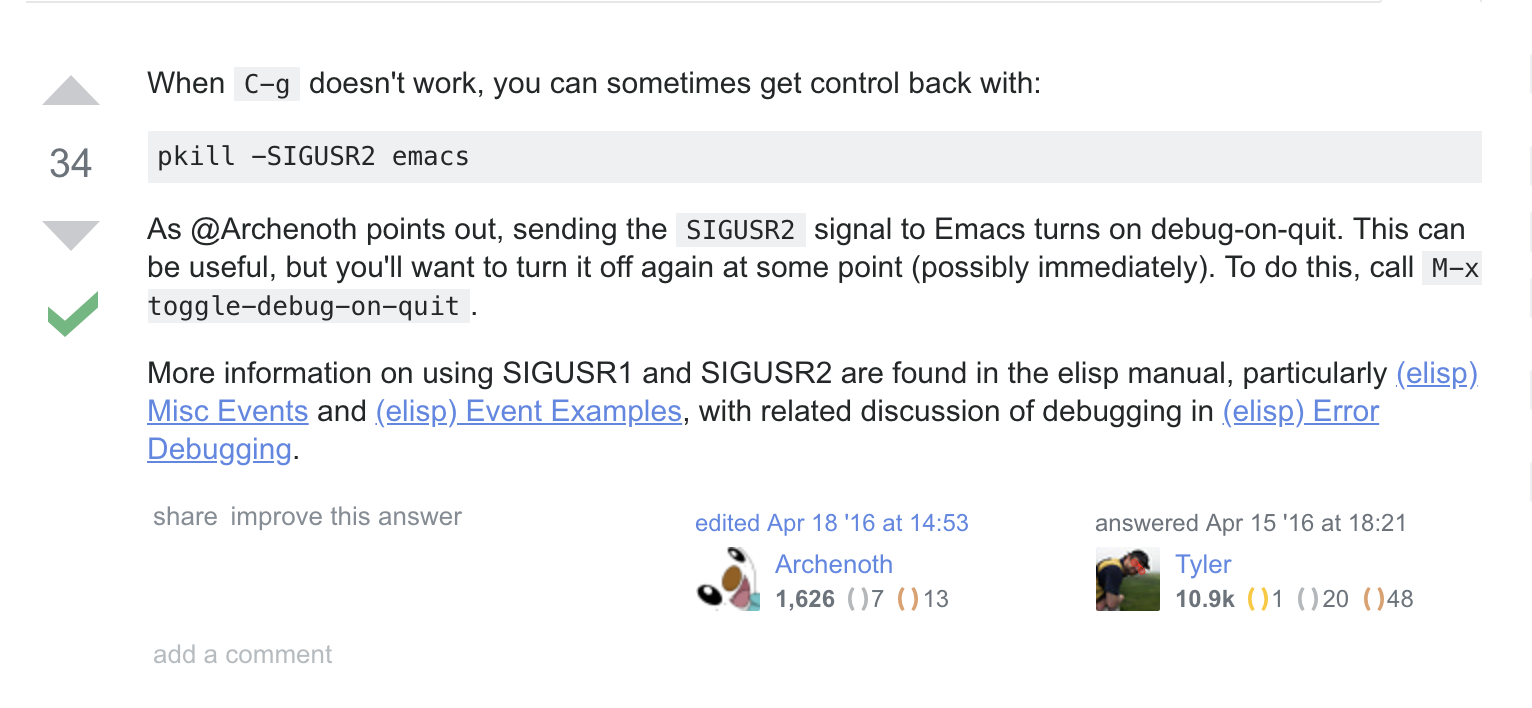 When C-g doesn't work, you can sometimes get control back with:
34
pkill -SIGUSR2 emacs
As @Archenoth points out, sending the SIGUSR2 signal to Emacs turns on debug-on-quit. This can
be useful, but you'll want to turn it off again at some point (possibly immediately). To do this, call M-x
toggle-debug-on-quit.
More information on using SIGUSR1 and SIGUSR2 are found in the elisp manual, particularly (elisp)
Misc Events and (elisp) Event Examples, with related discussion of debugging in (elisp) Error
Debugging.
share improve this answer
edited Apr 18 '16 at 14:53
Archenoth
1,626 ()7 ()13
answered Apr 15 '16 at 18:21
Tyler
10.9k ()1 ()20 ()48
add a comment